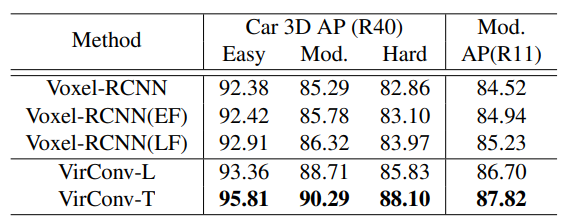 Method Car 3D AP (R40) Mod.
Easy Mod. Hard AP(R11)
Voxel-RCNN 92.38 85.29 82.86 84.52
Voxel-RCNN(EF) 92.42 85.78 83.10 84.94
Voxel-RCNN(LF) 92.91 86.32 83.97 85.23
VirConv-L 93.36 88.71 85.83 86.70
VirConv-T 95.81 90.29 88.10 87.82